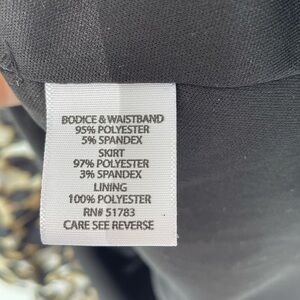 BODICE & WAISTBAND
95% POLYESTER
5% SPANDEX
SKIRT
97% POLYESTER
3% SPANDEX
LINING
100% POLYESTER
RN# 51783
CARE SEE REVERSE